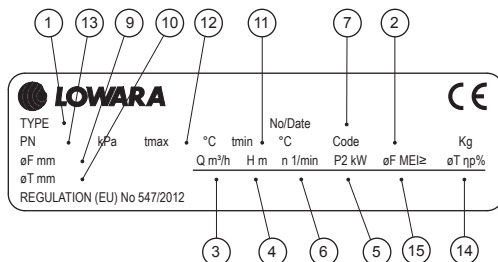 1 13 9 10 12 11 7 2
LOWARA CE
TYPE No/Date
PN kPa tmax °C tmin °C Code Kg
øF mm Q m³/h H m n 1/min P2 kW øF MEI≥ øT ηp%
øT mm
REGULATION (EU) No 547/2012
3 4 6 5 15 14